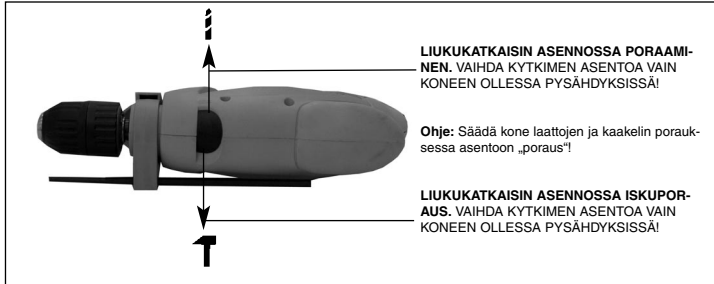 LIUKUKATKAISIN ASENNOSSA PORAAMI-
NEN. VAIHDA KYTKIMEN ASENTOA VAIN
KONEEN OLLESSA PYSÄHDYKSISSÄ!
Ohje: Säädä kone laattojen ja kaakelin porauk-
sessa asentoon „poraus“!
LIUKUKATKAISIN ASENNOSSA ISKUPOR-
AUS. VAIHDA KYTKIMEN ASENTOA VAIN
KONEEN OLLESSA PYSÄHDYKSISSÄ!